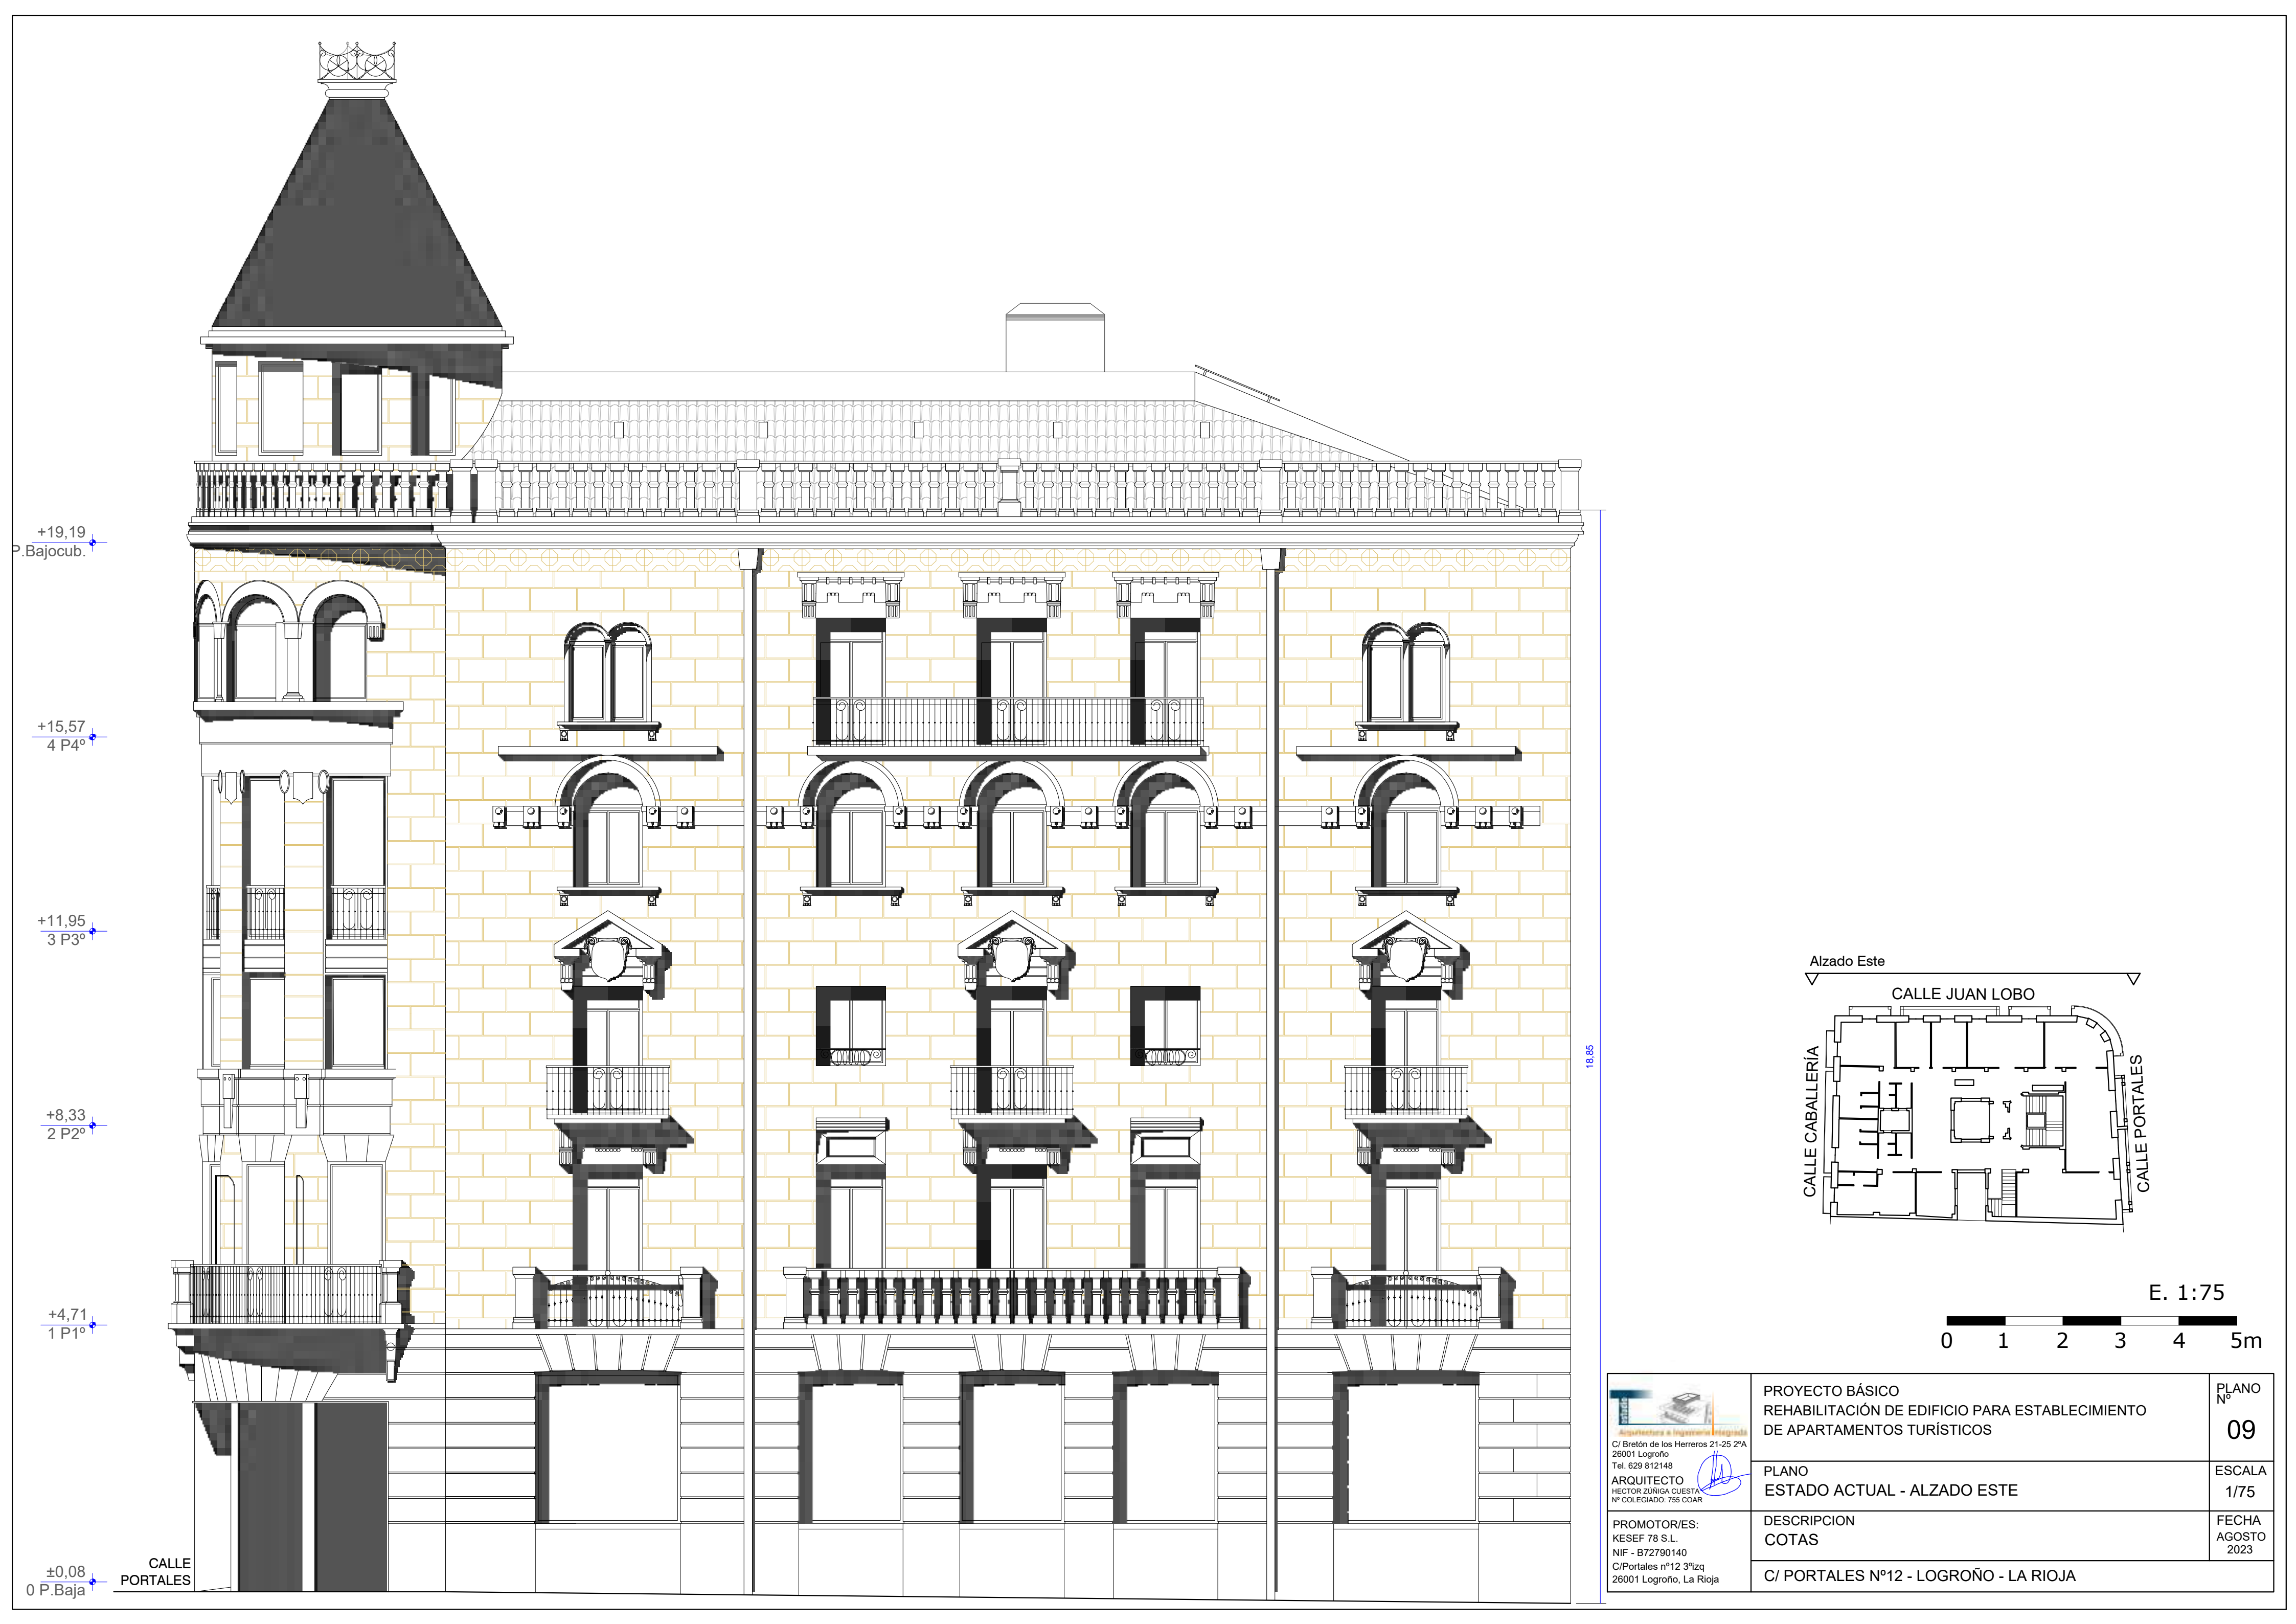 +19,19
P.Bajocub.
+15,57
4 P4º
+11,95
3 P3º
+8,33
2 P2º
+4,71
1 P1º
±0,08
0 P.Baja
CALLE
PORTALES
18,85
Alzado Este
CALLE JUAN LOBO
CALLE CABALLERÍA
CALLE PORTALES
E. 1:75
0 1 2 3 4 5m
estudio
Arquitectura e Ingeniería Integrada
C/ Bretón de los Herreros 21-25 2ºA
26001 Logroño
Tel. 629 812148
ARQUITECTO
HECTOR ZÚÑIGA CUESTA
Nº COLEGIADO: 755 COAR
PROMOTOR/ES:
KESEF 78 S.L.
NIF - B72790140
C/Portales nº12 3ºizq
26001 Logroño, La Rioja
PROYECTO BÁSICO
REHABILITACIÓN DE EDIFICIO PARA ESTABLECIMIENTO
DE APARTAMENTOS TURÍSTICOS
PLANO
Nº
09
PLANO
ESTADO ACTUAL - ALZADO ESTE
ESCALA
1/75
DESCRIPCION
COTAS
FECHA
AGOSTO
2023
C/ PORTALES Nº12 - LOGROÑO - LA RIOJA